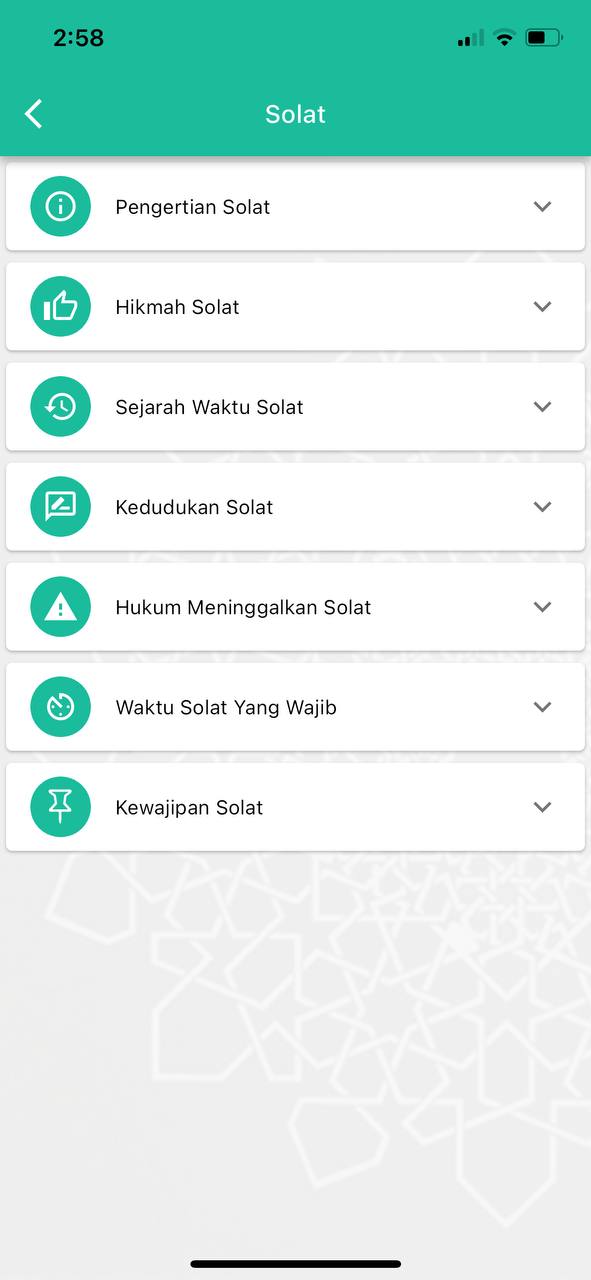 2:58
Solat
Pengertian Solat
Hikmah Solat
Sejarah Waktu Solat
Kedudukan Solat
Hukum Meninggalkan Solat
Waktu Solat Yang Wajib
Kewajipan Solat